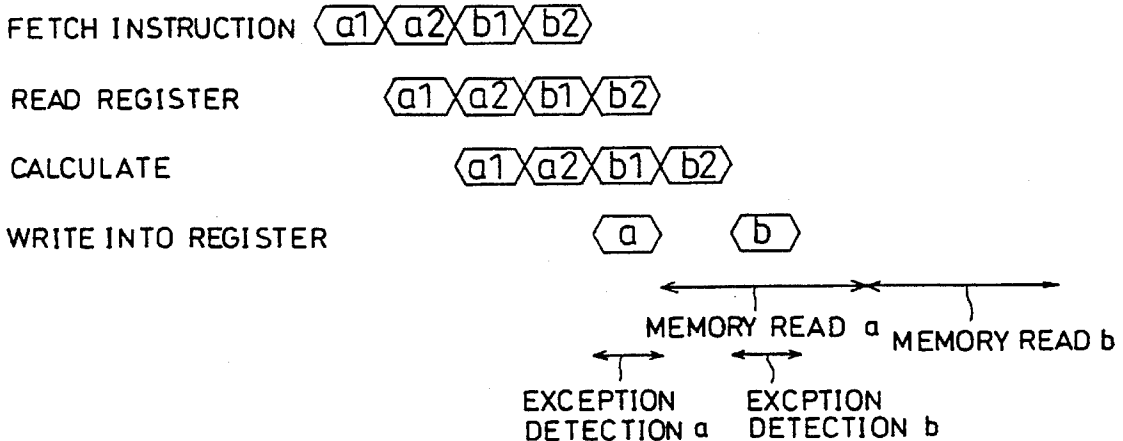 FETCH INSTRUCTION a1 a2 b1 b2
READ REGISTER a1 a2 b1 b2
CALCULATE a1 a2 b1 b2
WRITE INTO REGISTER a b
MEMORY READ a MEMORY READ b
EXCEPTION DETECTION a
EXCPTION DETECTION b